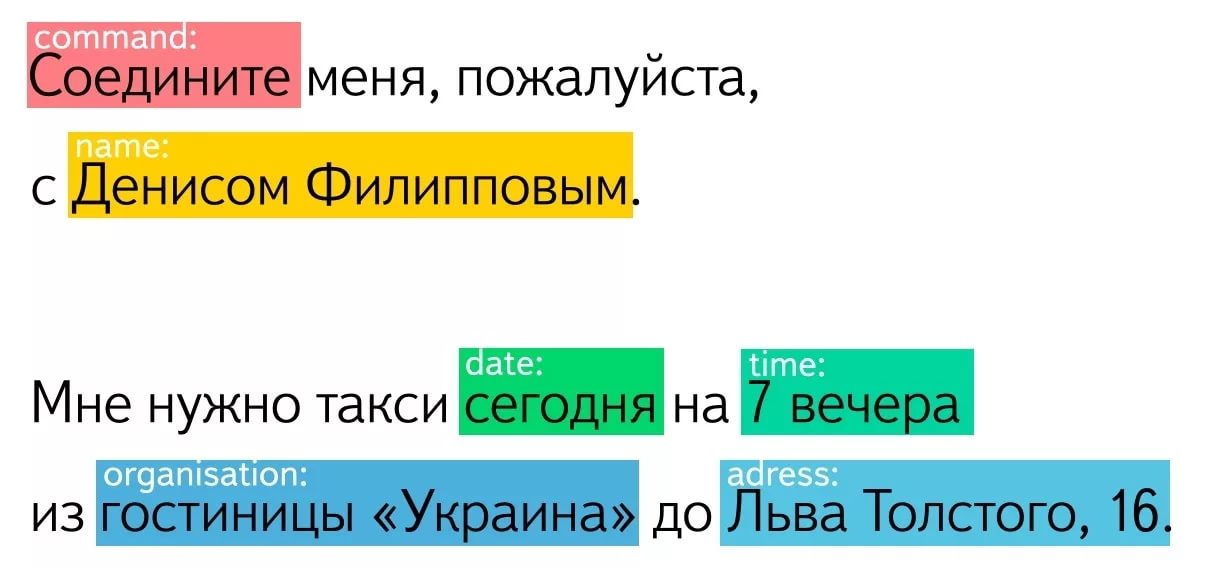 command:
Соедините меня, пожалуйста,
name:
с Денисом Филипповым.
date: time:
Мне нужно такси сегодня на 7 вечера
organisation: adress:
из гостиницы «Украина» до Льва Толстого, 16.